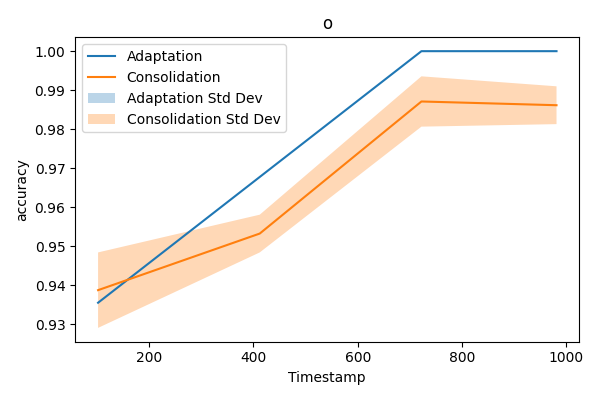 o
Adaptation
Consolidation
Adaptation Std Dev
Consolidation Std Dev
1.00
0.99
0.98
0.97
0.96
0.95
0.94
0.93
accuracy
200 400 600 800 1000
Timestamp